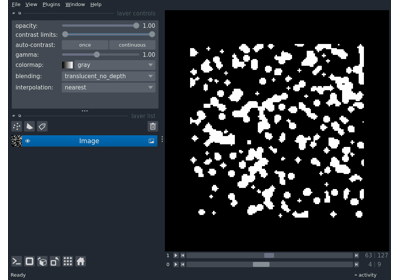 File View Plugins Window Help
layer controls
opacity: 1.00
contrast limits:
auto-contrast: once continuous
gamma: 1.00
colormap: gray
blending: translucent_no_depth
interpolation: nearest
layer list
Image
1 63 127
0 4 9
Ready activity